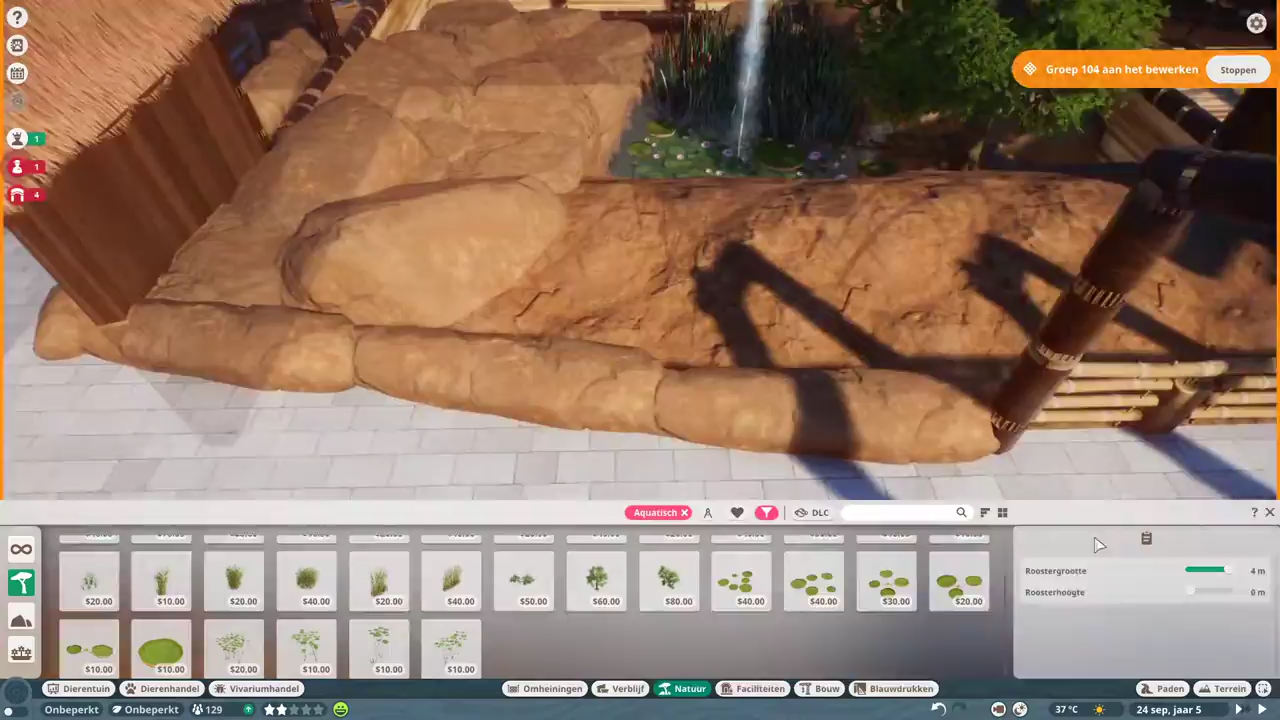 Groep 104 aan het bewerken
Stoppen
1
1
4
Aquatisch
DLC
Roostergrootte 4 m
Roosterhoogte 0 m
$20.00 $10.00 $20.00 $40.00 $20.00 $40.00 $50.00 $60.00 $80.00 $40.00 $40.00 $30.00 $20.00
$10.00 $10.00 $20.00 $10.00 $10.00 $10.00
Dierentuin Dierenhandel Vivariumhandel Omheiningen Verblijf Natuur Faciliteiten Bouw Blauwdrukken Paden Terrein
Onbeperkt Onbeperkt 129 37 °C 24 sep, jaar 5